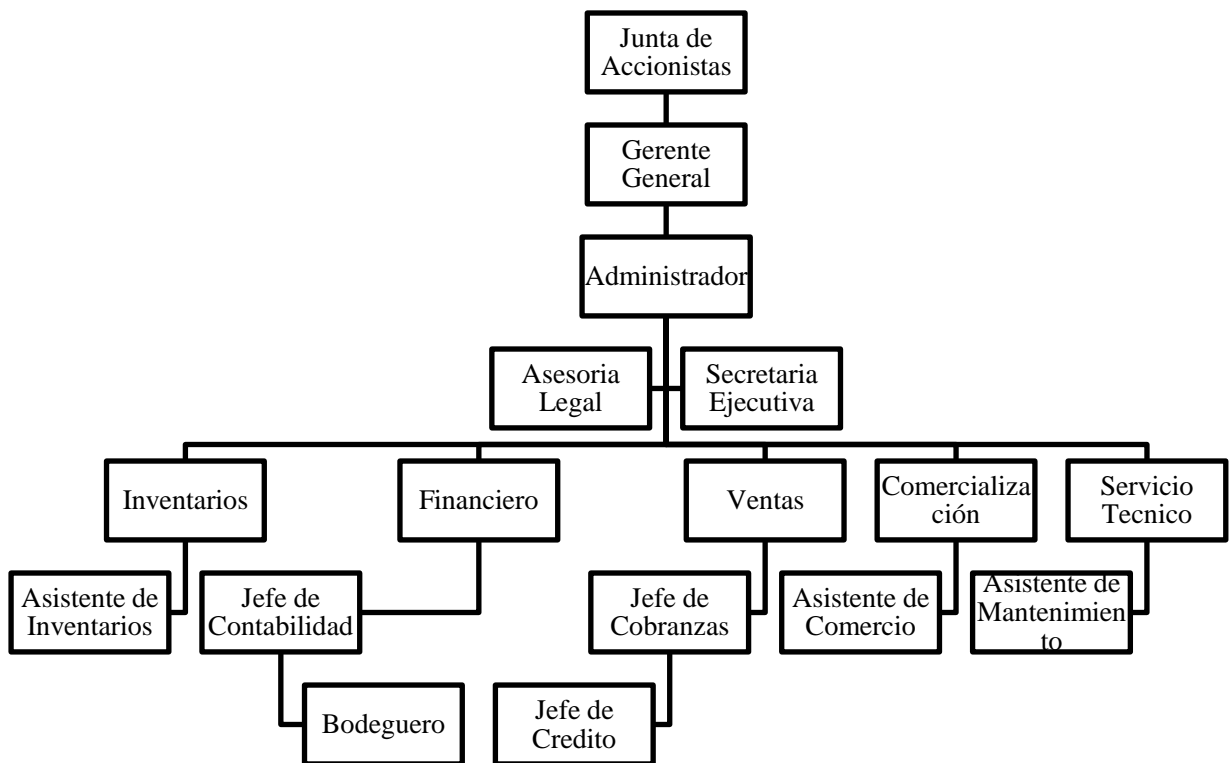 Junta de
Accionistas
Gerente
General
Administrador
Asesoria
Legal
Secretaria
Ejecutiva
Inventarios
Financiero
Ventas
Comercializa
ción
Servicio
Tecnico
Asistente de
Inventarios
Jefe de
Contabilidad
Jefe de
Cobranzas
Asistente de
Comercio
Asistente de
Mantenimien
to
Bodeguero
Jefe de
Credito